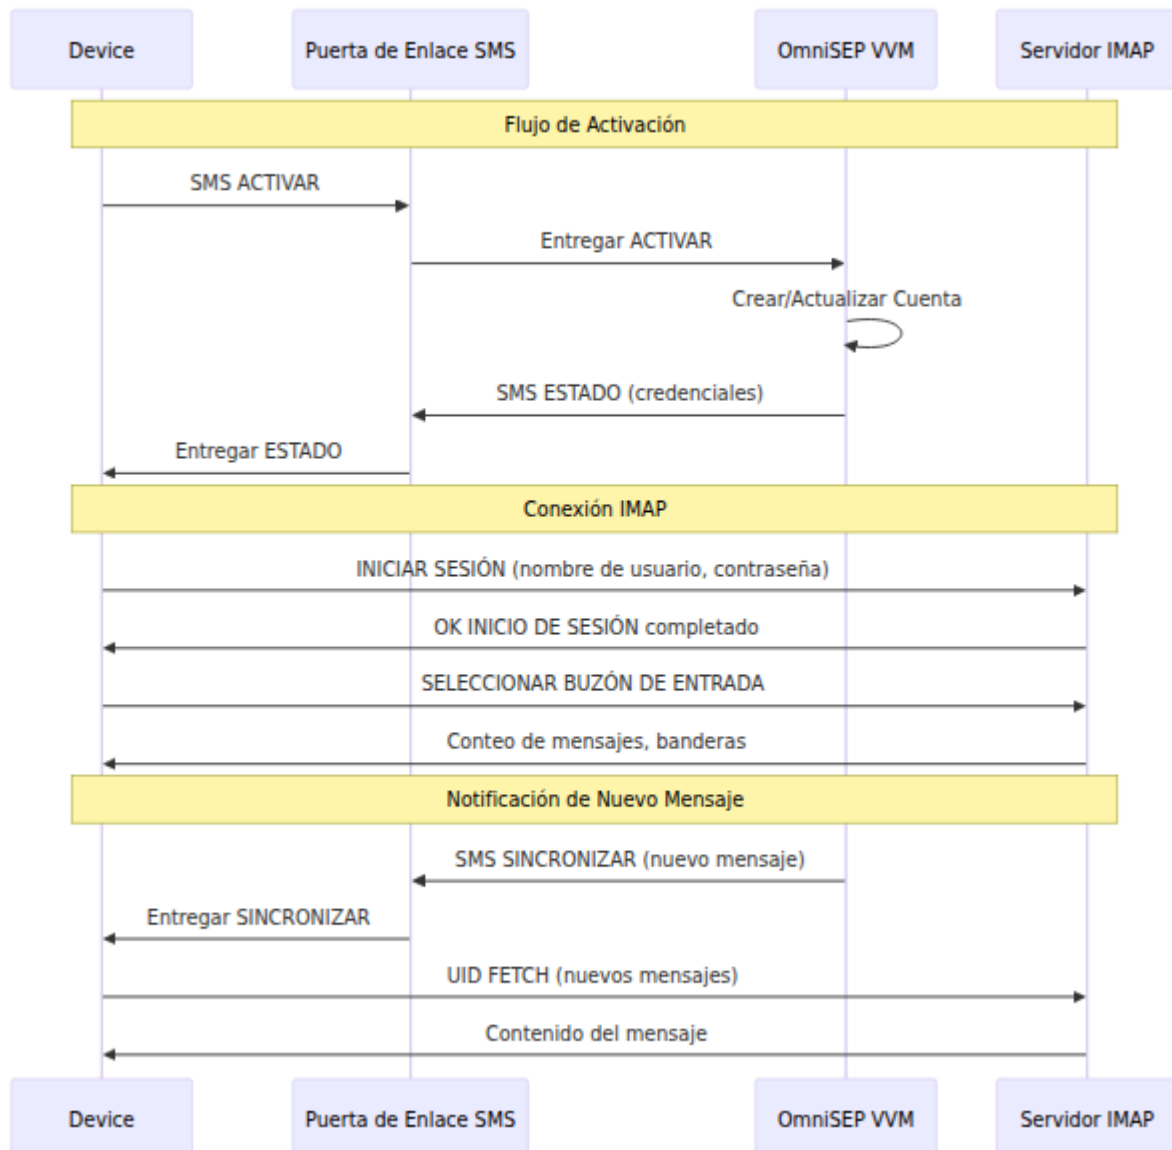 Device
Puerta de Enlace SMS
OmniSEP VVM
Servidor IMAP
Flujo de Activación
SMS ACTIVAR
Entregar ACTIVAR
Crear/Actualizar Cuenta
SMS ESTADO (credenciales)
Entregar ESTADO
Conexión IMAP
INICIAR SESIÓN (nombre de usuario, contraseña)
OK INICIO DE SESIÓN completado
SELECCIONAR BUZÓN DE ENTRADA
Conteo de mensajes, banderas
Notificación de Nuevo Mensaje
SMS SINCRONIZAR (nuevo mensaje)
Entregar SINCRONIZAR
UID FETCH (nuevos mensajes)
Contenido del mensaje
Device
Puerta de Enlace SMS
OmniSEP VVM
Servidor IMAP